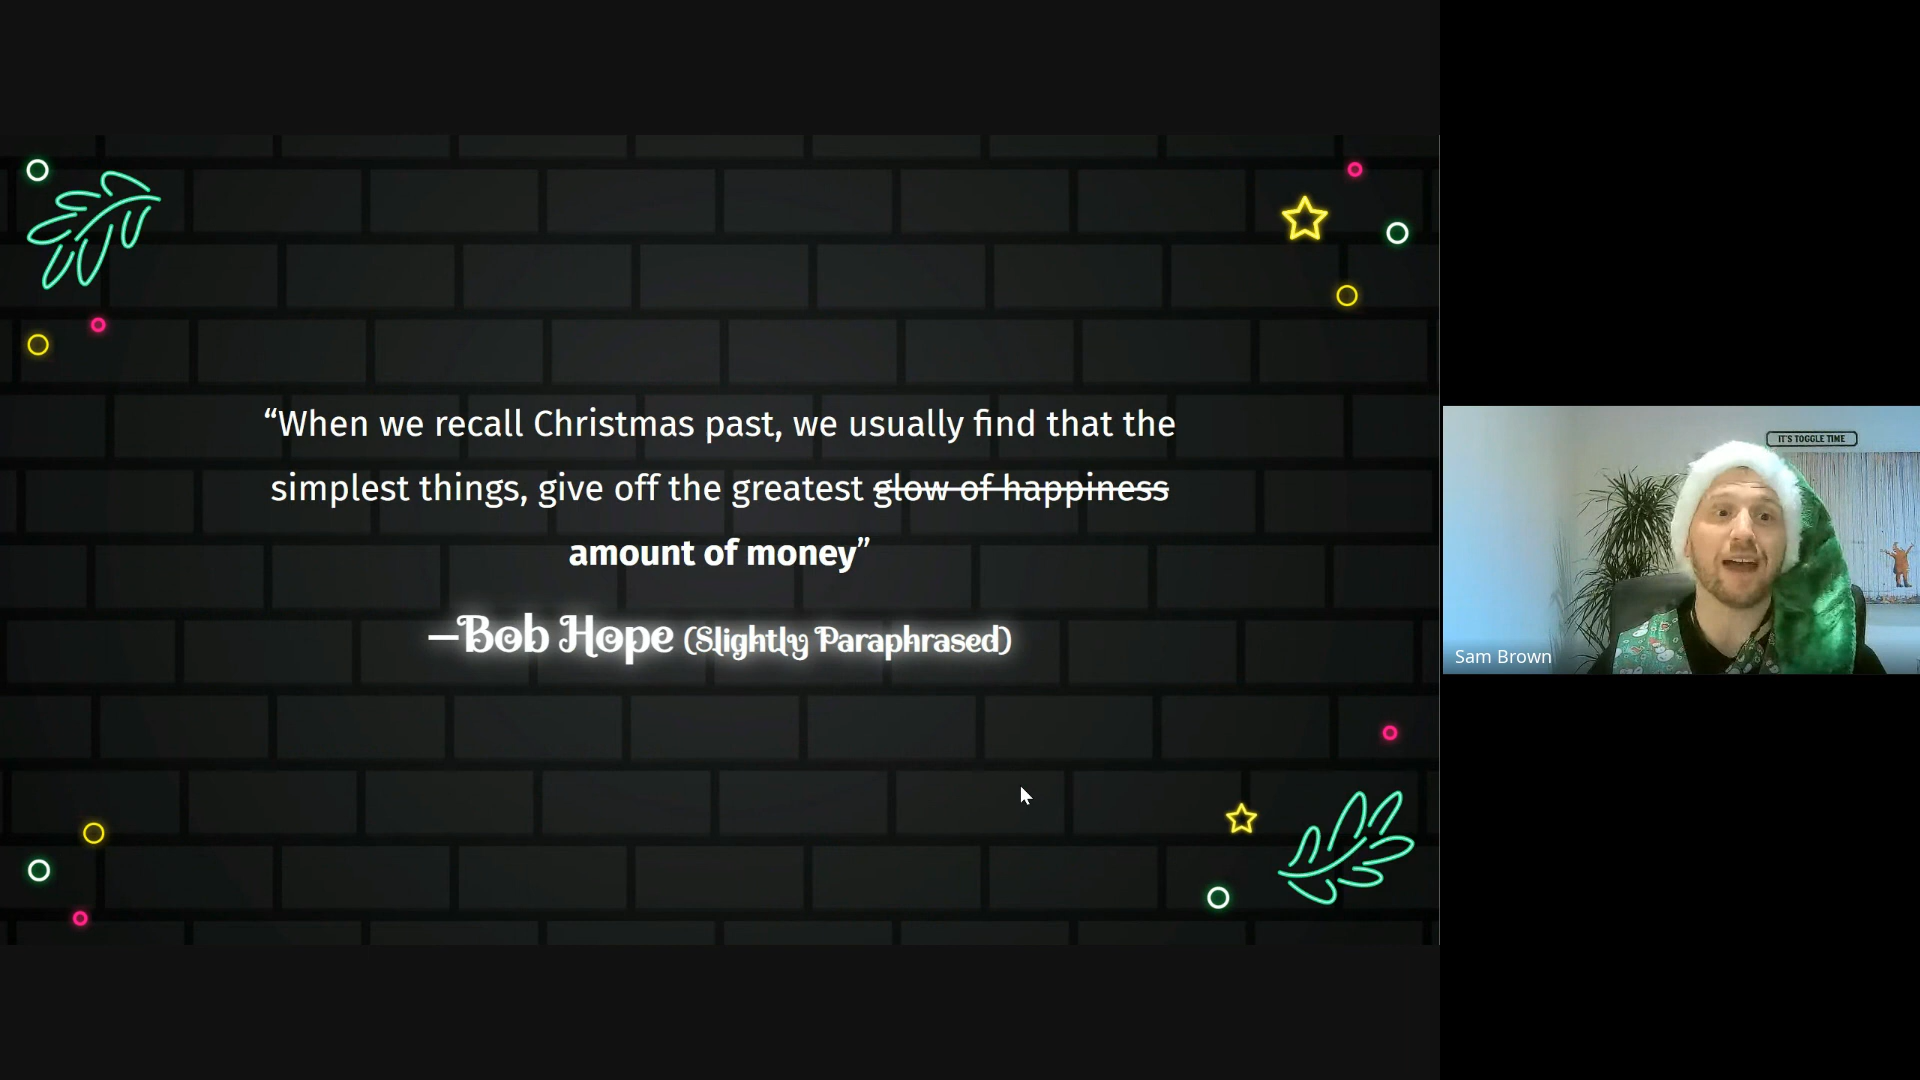 “When we recall Christmas past, we usually find that the
simplest things, give off the greatest glow of happiness
amount of money”
—Bob Hope (Slightly Paraphrased)
IT'S TOGGLE TIME
Sam Brown